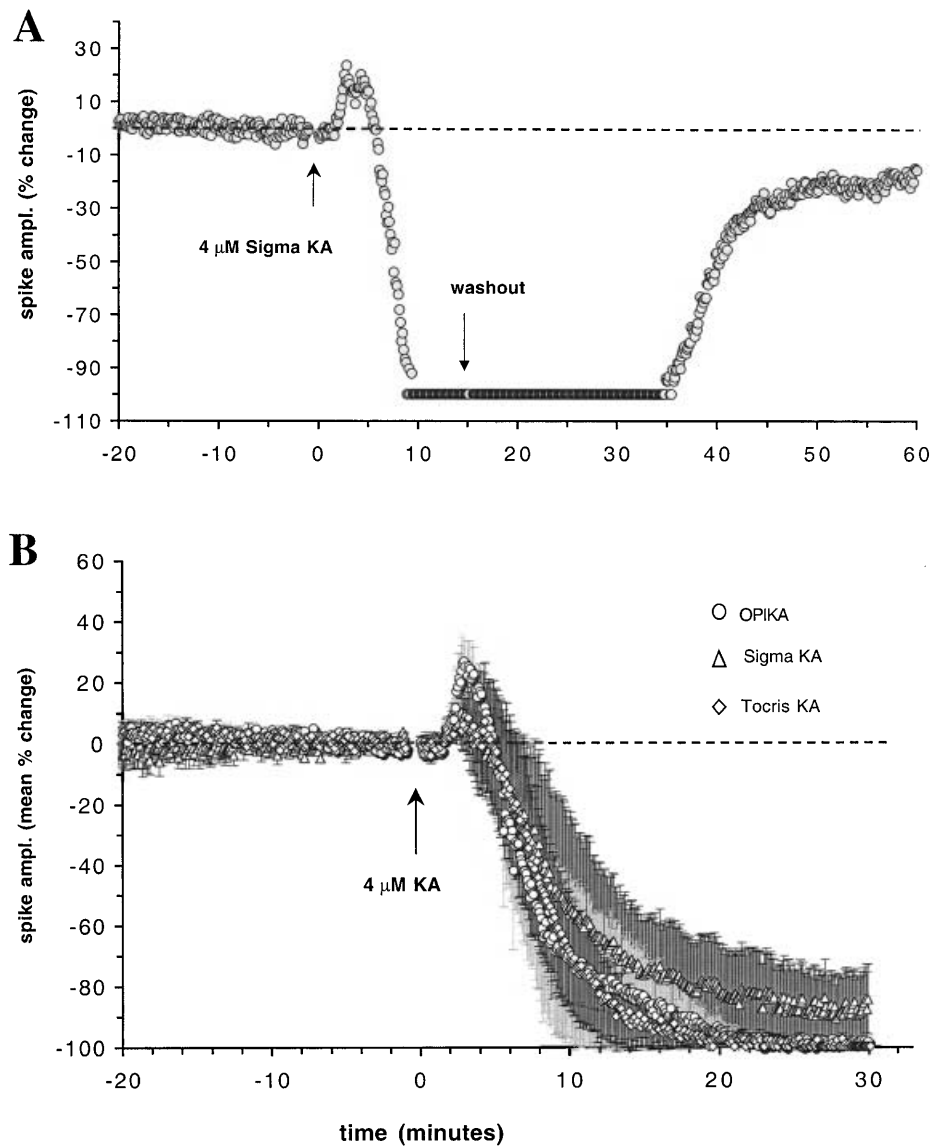 A
30
10
-10
-30
-50
-70
-90
-110
spike ampl. (% change)
4 µM Sigma KA
washout
-20 -10 0 10 20 30 40 50 60
B
60
40
20
0
-20
-40
-60
-80
-100
spike ampl. (mean % change)
OPIKA
Sigma KA
Tocris KA
4 µM KA
-20 -10 0 10 20 30
time (minutes)